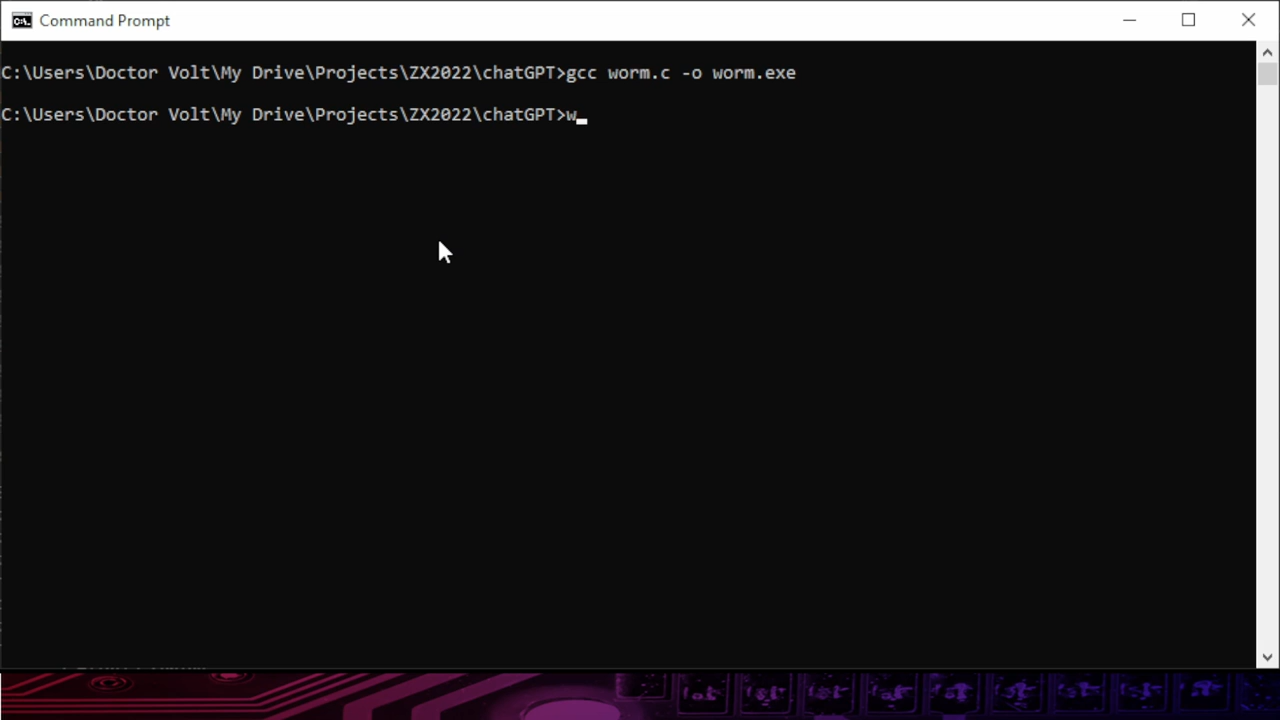 Command Prompt
C:\Users\Doctor Volt\My Drive\Projects\ZX2022\chatGPT>gcc worm.c -o worm.exe
C:\Users\Doctor Volt\My Drive\Projects\ZX2022\chatGPT>w